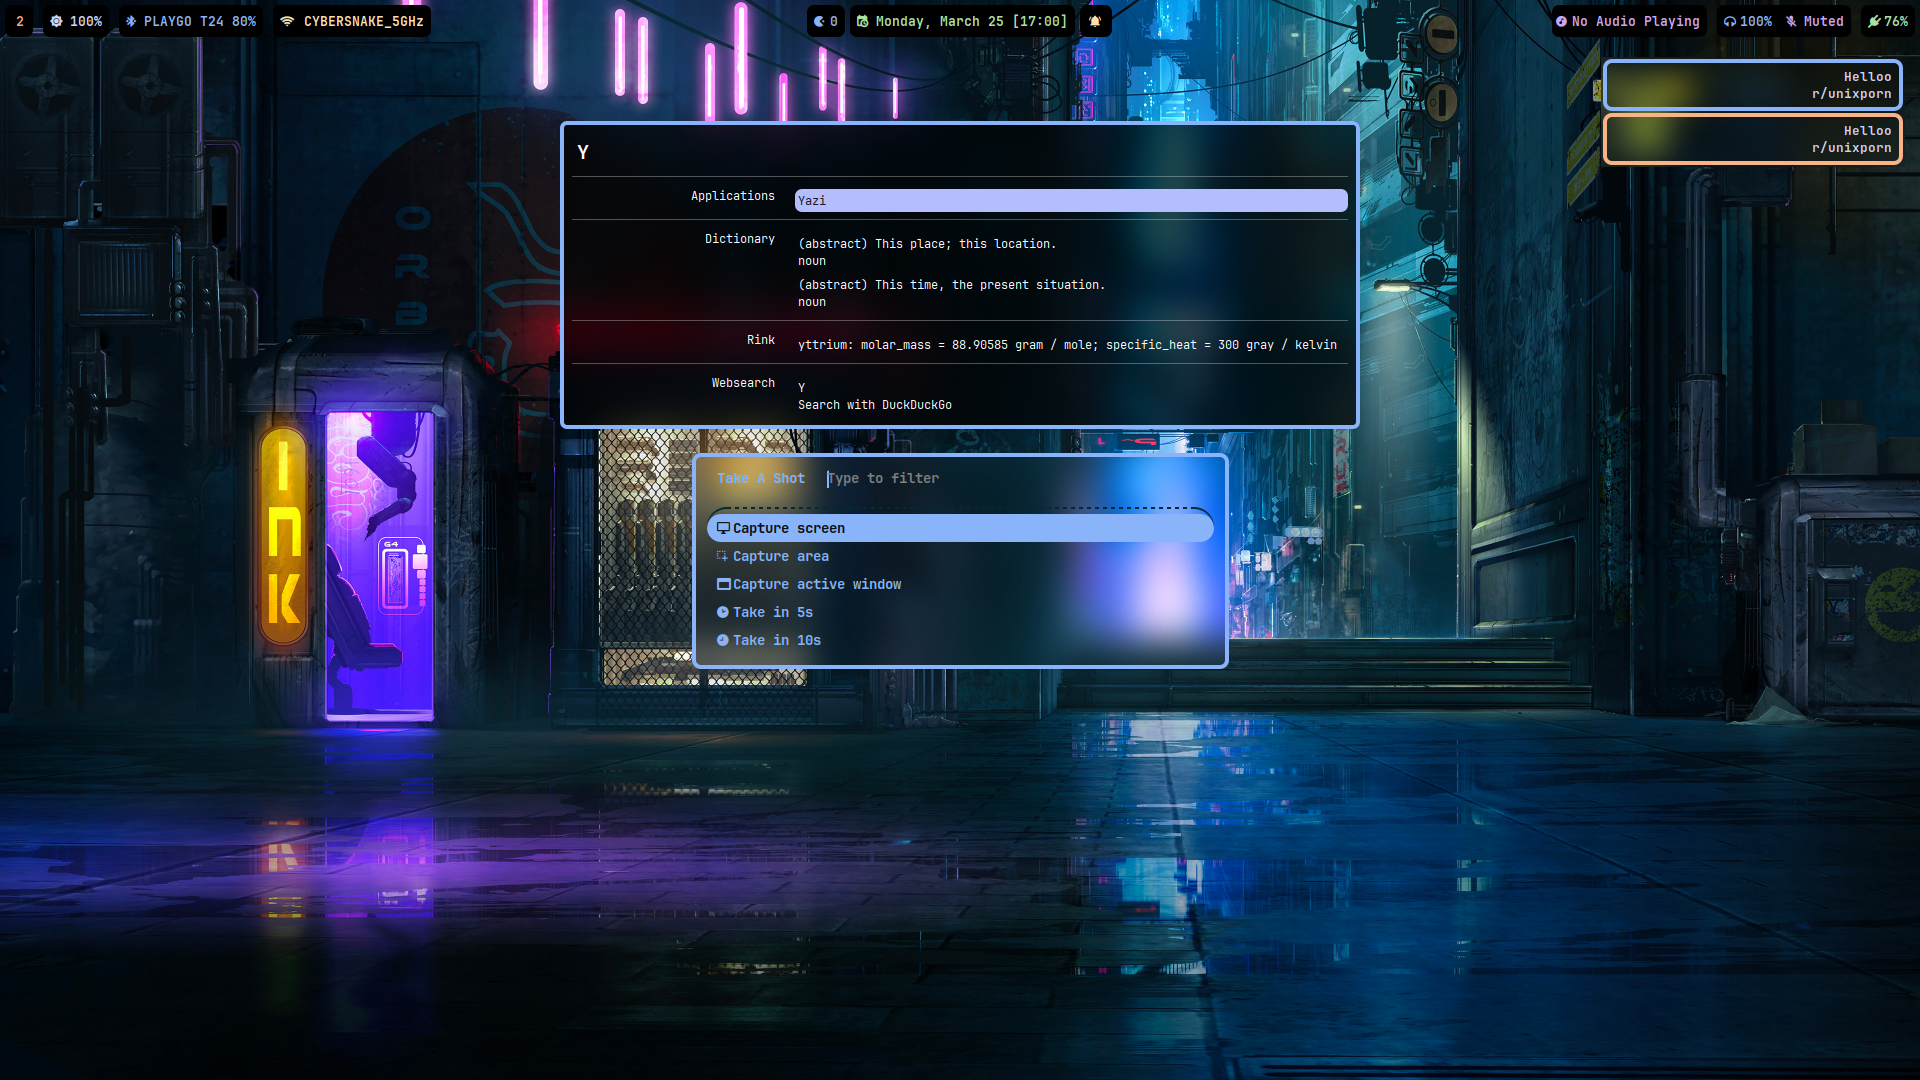 2 100% PLAYGO T24 80% CYBERSNAKE_5GHz 0 Monday, March 25 [17:00] No Audio Playing 100% Muted 76%
Helloo
r/unixporn
Helloo
r/unixporn
Y
Applications Yazi
Dictionary (abstract) This place; this location.
noun
(abstract) This time, the present situation.
noun
Rink yttrium: molar_mass = 88.90585 gram / mole; specific_heat = 300 gray / kelvin
Websearch Y
Search with DuckDuckGo
Take A Shot Type to filter
Capture screen
Capture area
Capture active window
Take in 5s
Take in 10s
ORB
INK
G4